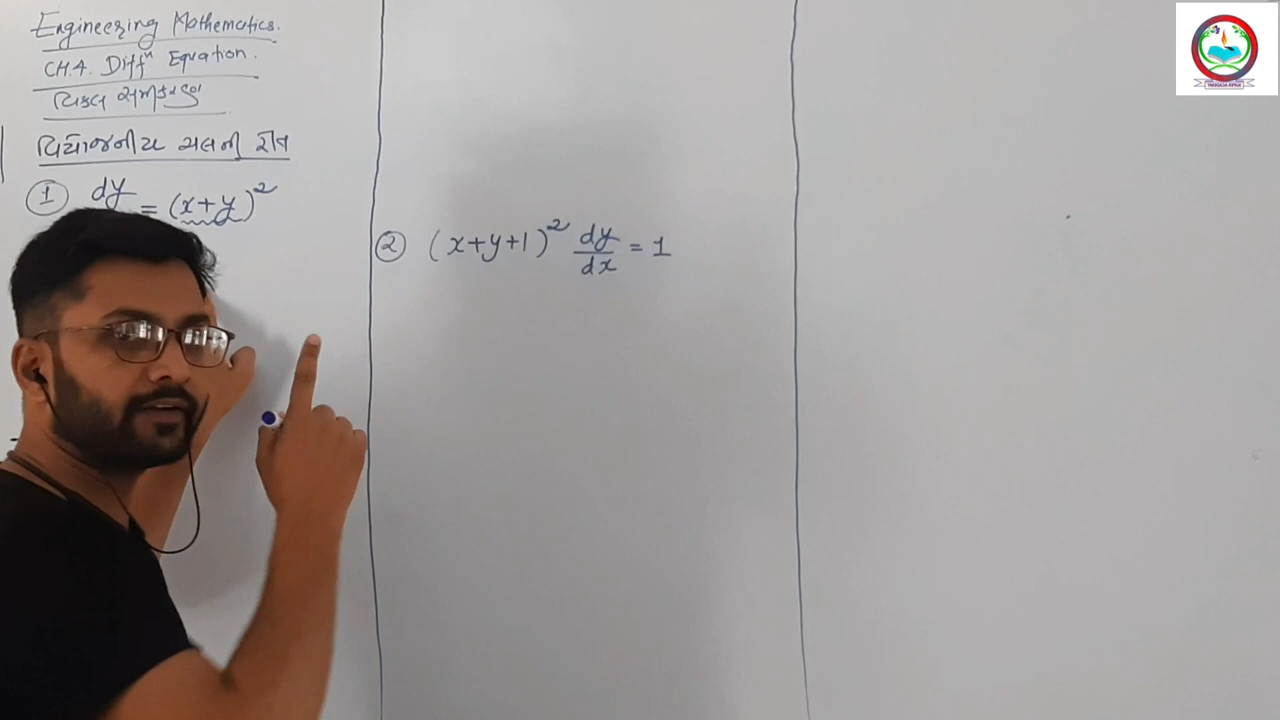 Engineering Mathematics.
CH.4. Diffⁿ Equation.
વિકલ સમીકરણ
વિયોજનીય ચલની રીત
① dy = (x+y)²
② (x+y+1)² dy/dx = 1